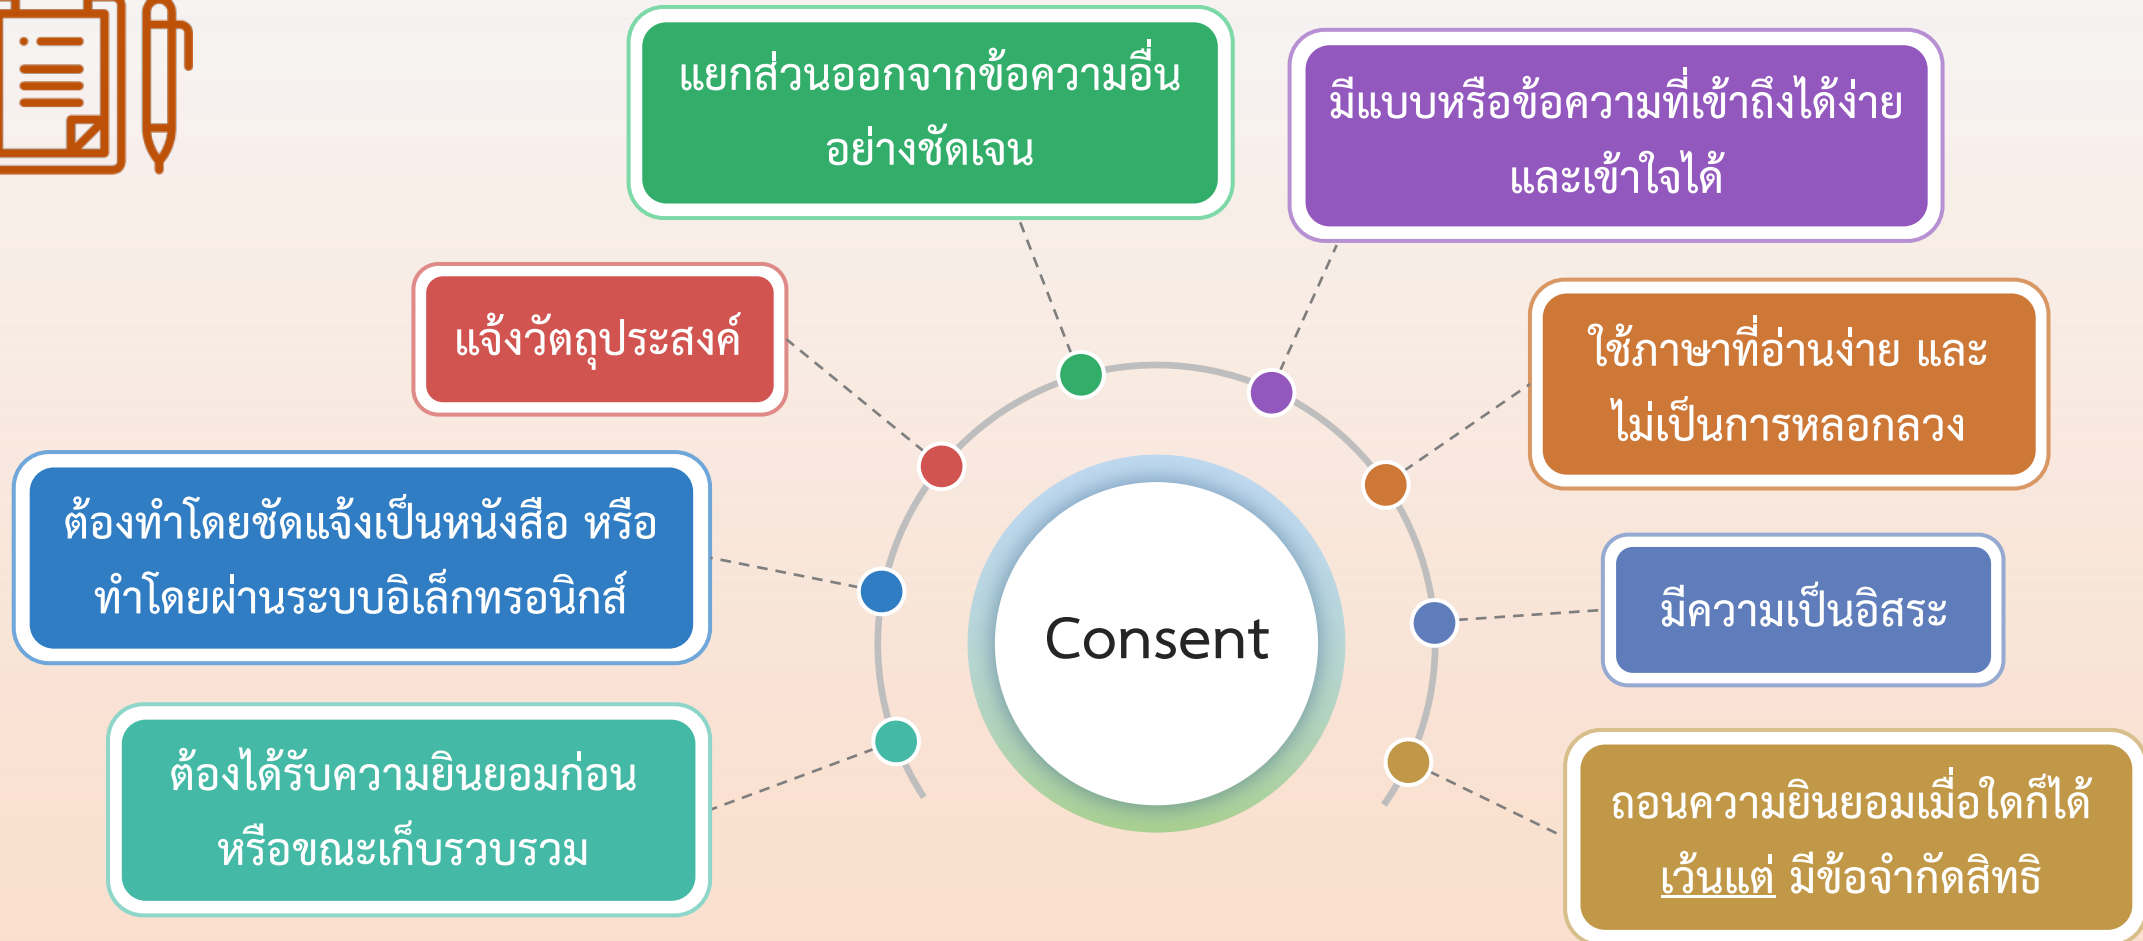 แยกส่วนออกจากข้อความอื่น
อย่างชัดเจน
มีแบบหรือข้อความที่เข้าถึงได้ง่าย
และเข้าใจได้
แจ้งวัตถุประสงค์
ใช้ภาษาที่อ่านง่าย และ
ไม่เป็นการหลอกลวง
ต้องทำโดยชัดแจ้งเป็นหนังสือ หรือ
ทำโดยผ่านระบบอิเล็กทรอนิกส์
มีความเป็นอิสระ
Consent
ต้องได้รับความยินยอมก่อน
หรือขณะเก็บรวบรวม
ถอนความยินยอมเมื่อใดก็ได้
เว้นแต่ มีข้อจำกัดสิทธิ